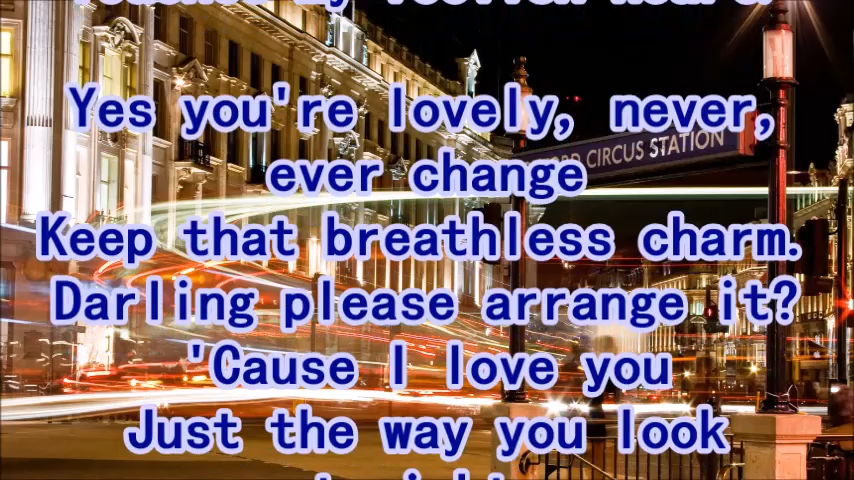 Yes you're lovely, never,
ever change
Keep that breathless charm.
Darling please arrange it?
'Cause I love you
Just the way you look
CIRCUS STATION